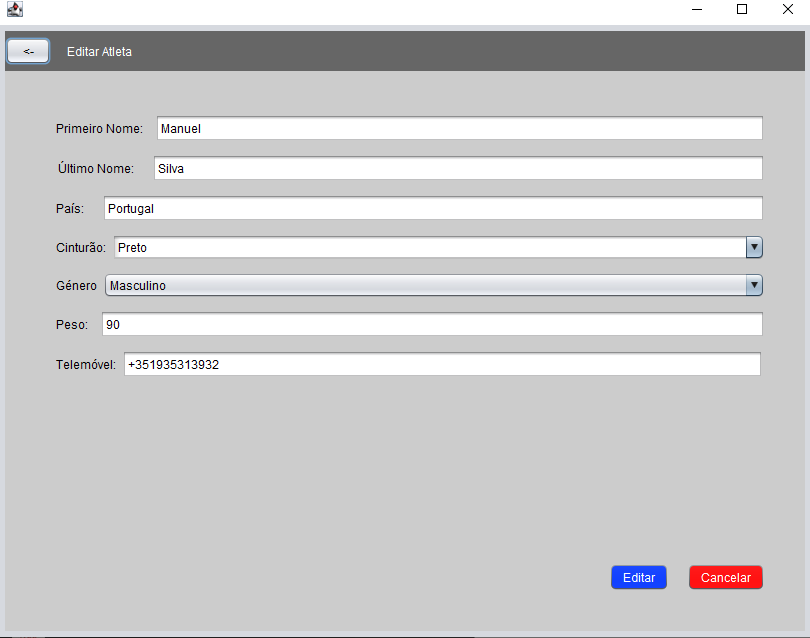 <- Editar Atleta
Primeiro Nome: Manuel
Último Nome: Silva
País: Portugal
Cinturão: Preto
Género Masculino
Peso: 90
Telemóvel: +351935313932
Editar Cancelar